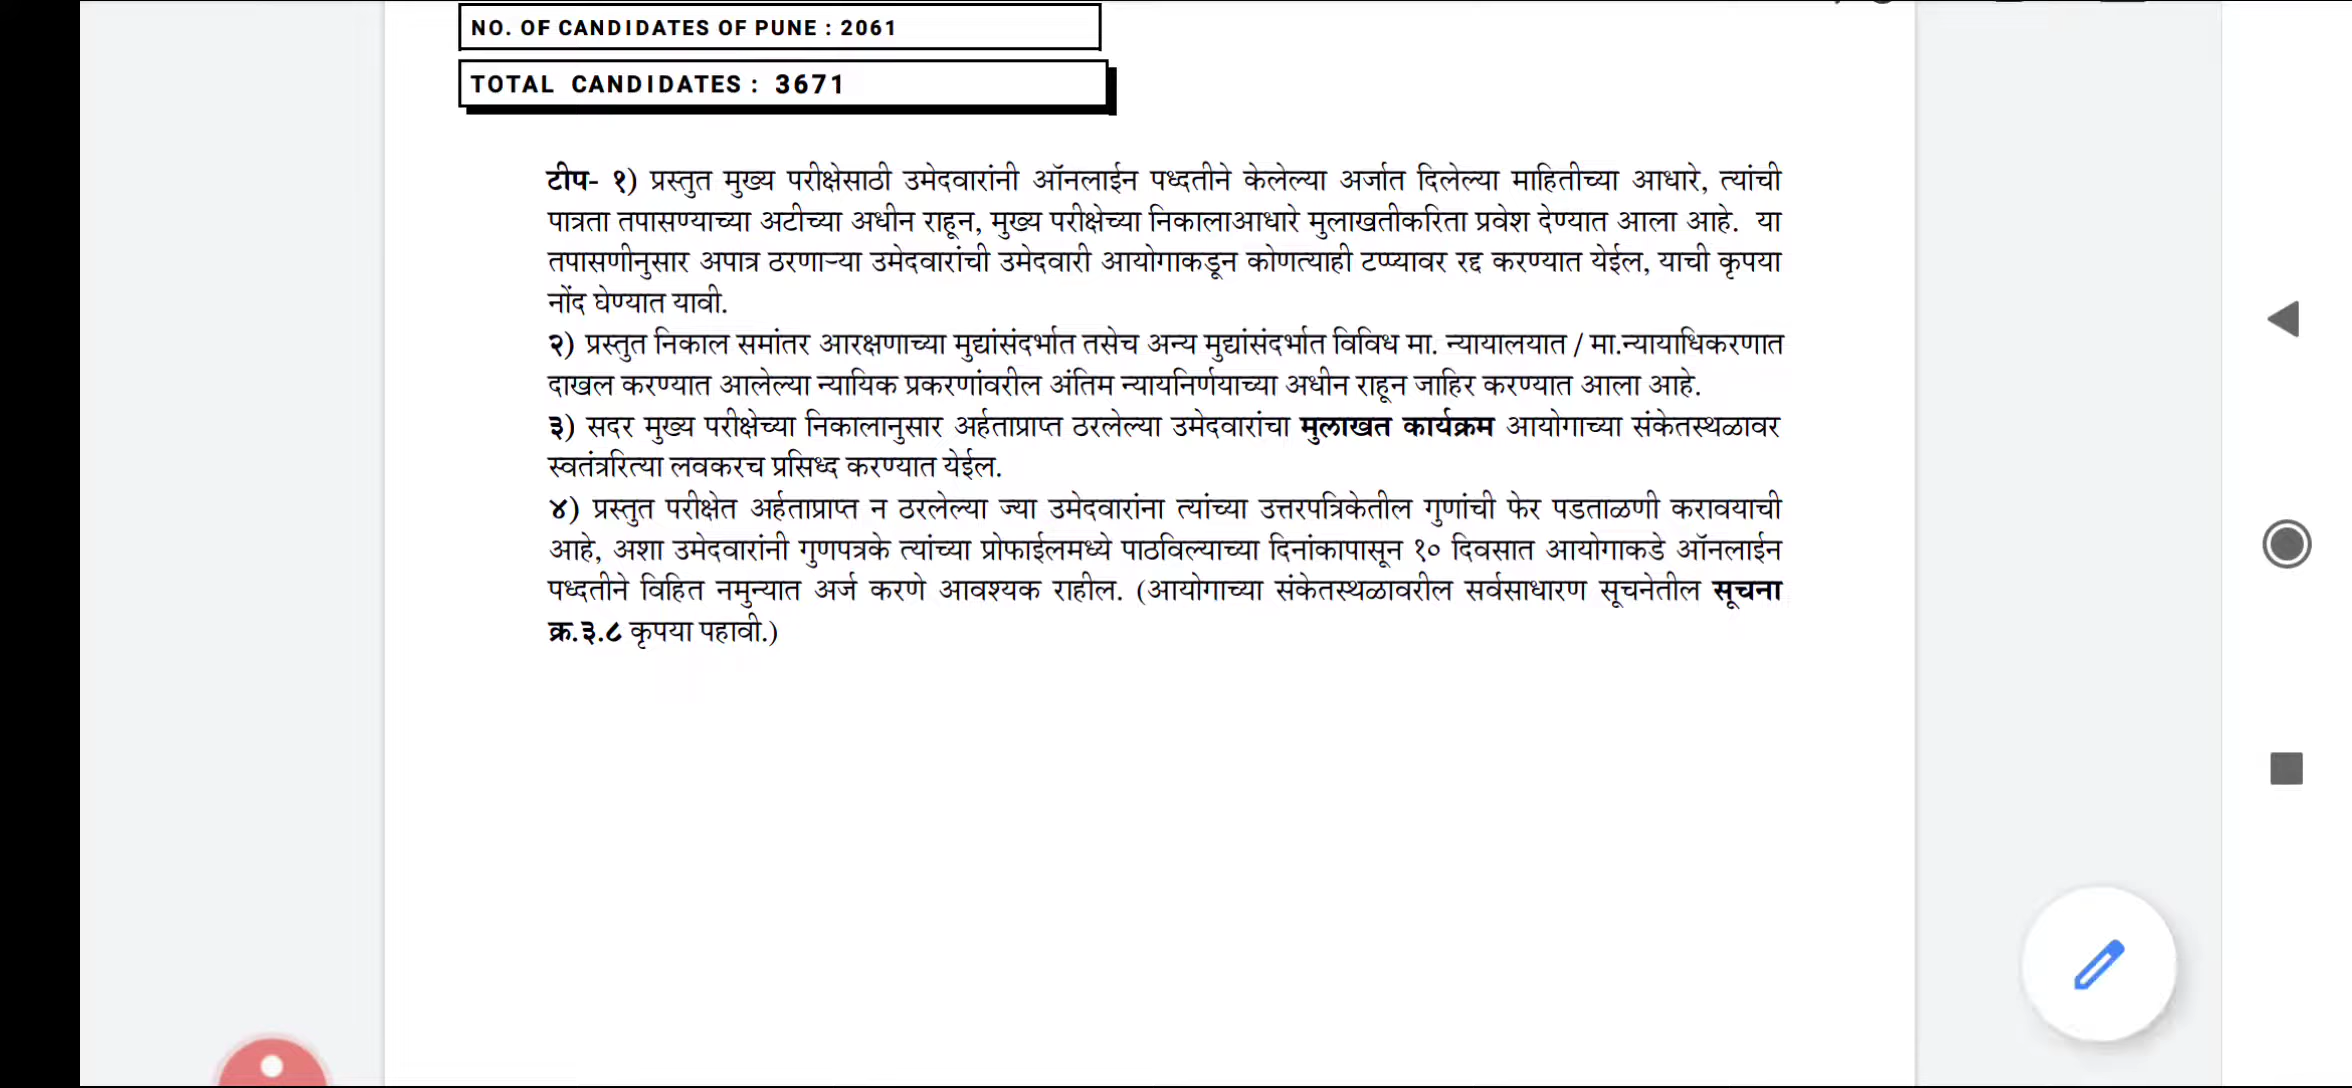 NO. OF CANDIDATES OF PUNE : 2061
TOTAL CANDIDATES : 3671
टीप- १) प्रस्तुत मुख्य परीक्षेसाठी उमेदवारांनी ऑनलाईन पध्दतीने केलेल्या अर्जात दिलेल्या माहितीच्या आधारे, त्यांची
पात्रता तपासण्याच्या अटीच्या अधीन राहून, मुख्य परीक्षेच्या निकालाआधारे मुलाखतीकरिता प्रवेश देण्यात आला आहे. या
तपासणीनुसार अपात्र ठरणाऱ्या उमेदवारांची उमेदवारी आयोगाकडून कोणत्याही टप्प्यावर रद्द करण्यात येईल, याची कृपया
नोंद घेण्यात यावी.
२) प्रस्तुत निकाल समांतर आरक्षणाच्या मुद्यांसंदर्भात तसेच अन्य मुद्यांसंदर्भात विविध मा. न्यायालयात / मा.न्यायाधिकरणात
दाखल करण्यात आलेल्या न्यायिक प्रकरणांवरील अंतिम न्यायनिर्णयाच्या अधीन राहून जाहिर करण्यात आला आहे.
३) सदर मुख्य परीक्षेच्या निकालानुसार अर्हताप्राप्त ठरलेल्या उमेदवारांचा मुलाखत कार्यक्रम आयोगाच्या संकेतस्थळावर
स्वतंत्ररित्या लवकरच प्रसिध्द करण्यात येईल.
४) प्रस्तुत परीक्षेत अर्हताप्राप्त न ठरलेल्या ज्या उमेदवारांना त्यांच्या उत्तरपत्रिकेतील गुणांची फेर पडताळणी करावयाची
आहे, अशा उमेदवारांनी गुणपत्रके त्यांच्या प्रोफाईलमध्ये पाठविल्याच्या दिनांकापासून १० दिवसात आयोगाकडे ऑनलाईन
पध्दतीने विहित नमुन्यात अर्ज करणे आवश्यक राहील. (आयोगाच्या संकेतस्थळावरील सर्वसाधारण सूचनेतील सूचना
क्र.३.८ कृपया पहावी.)